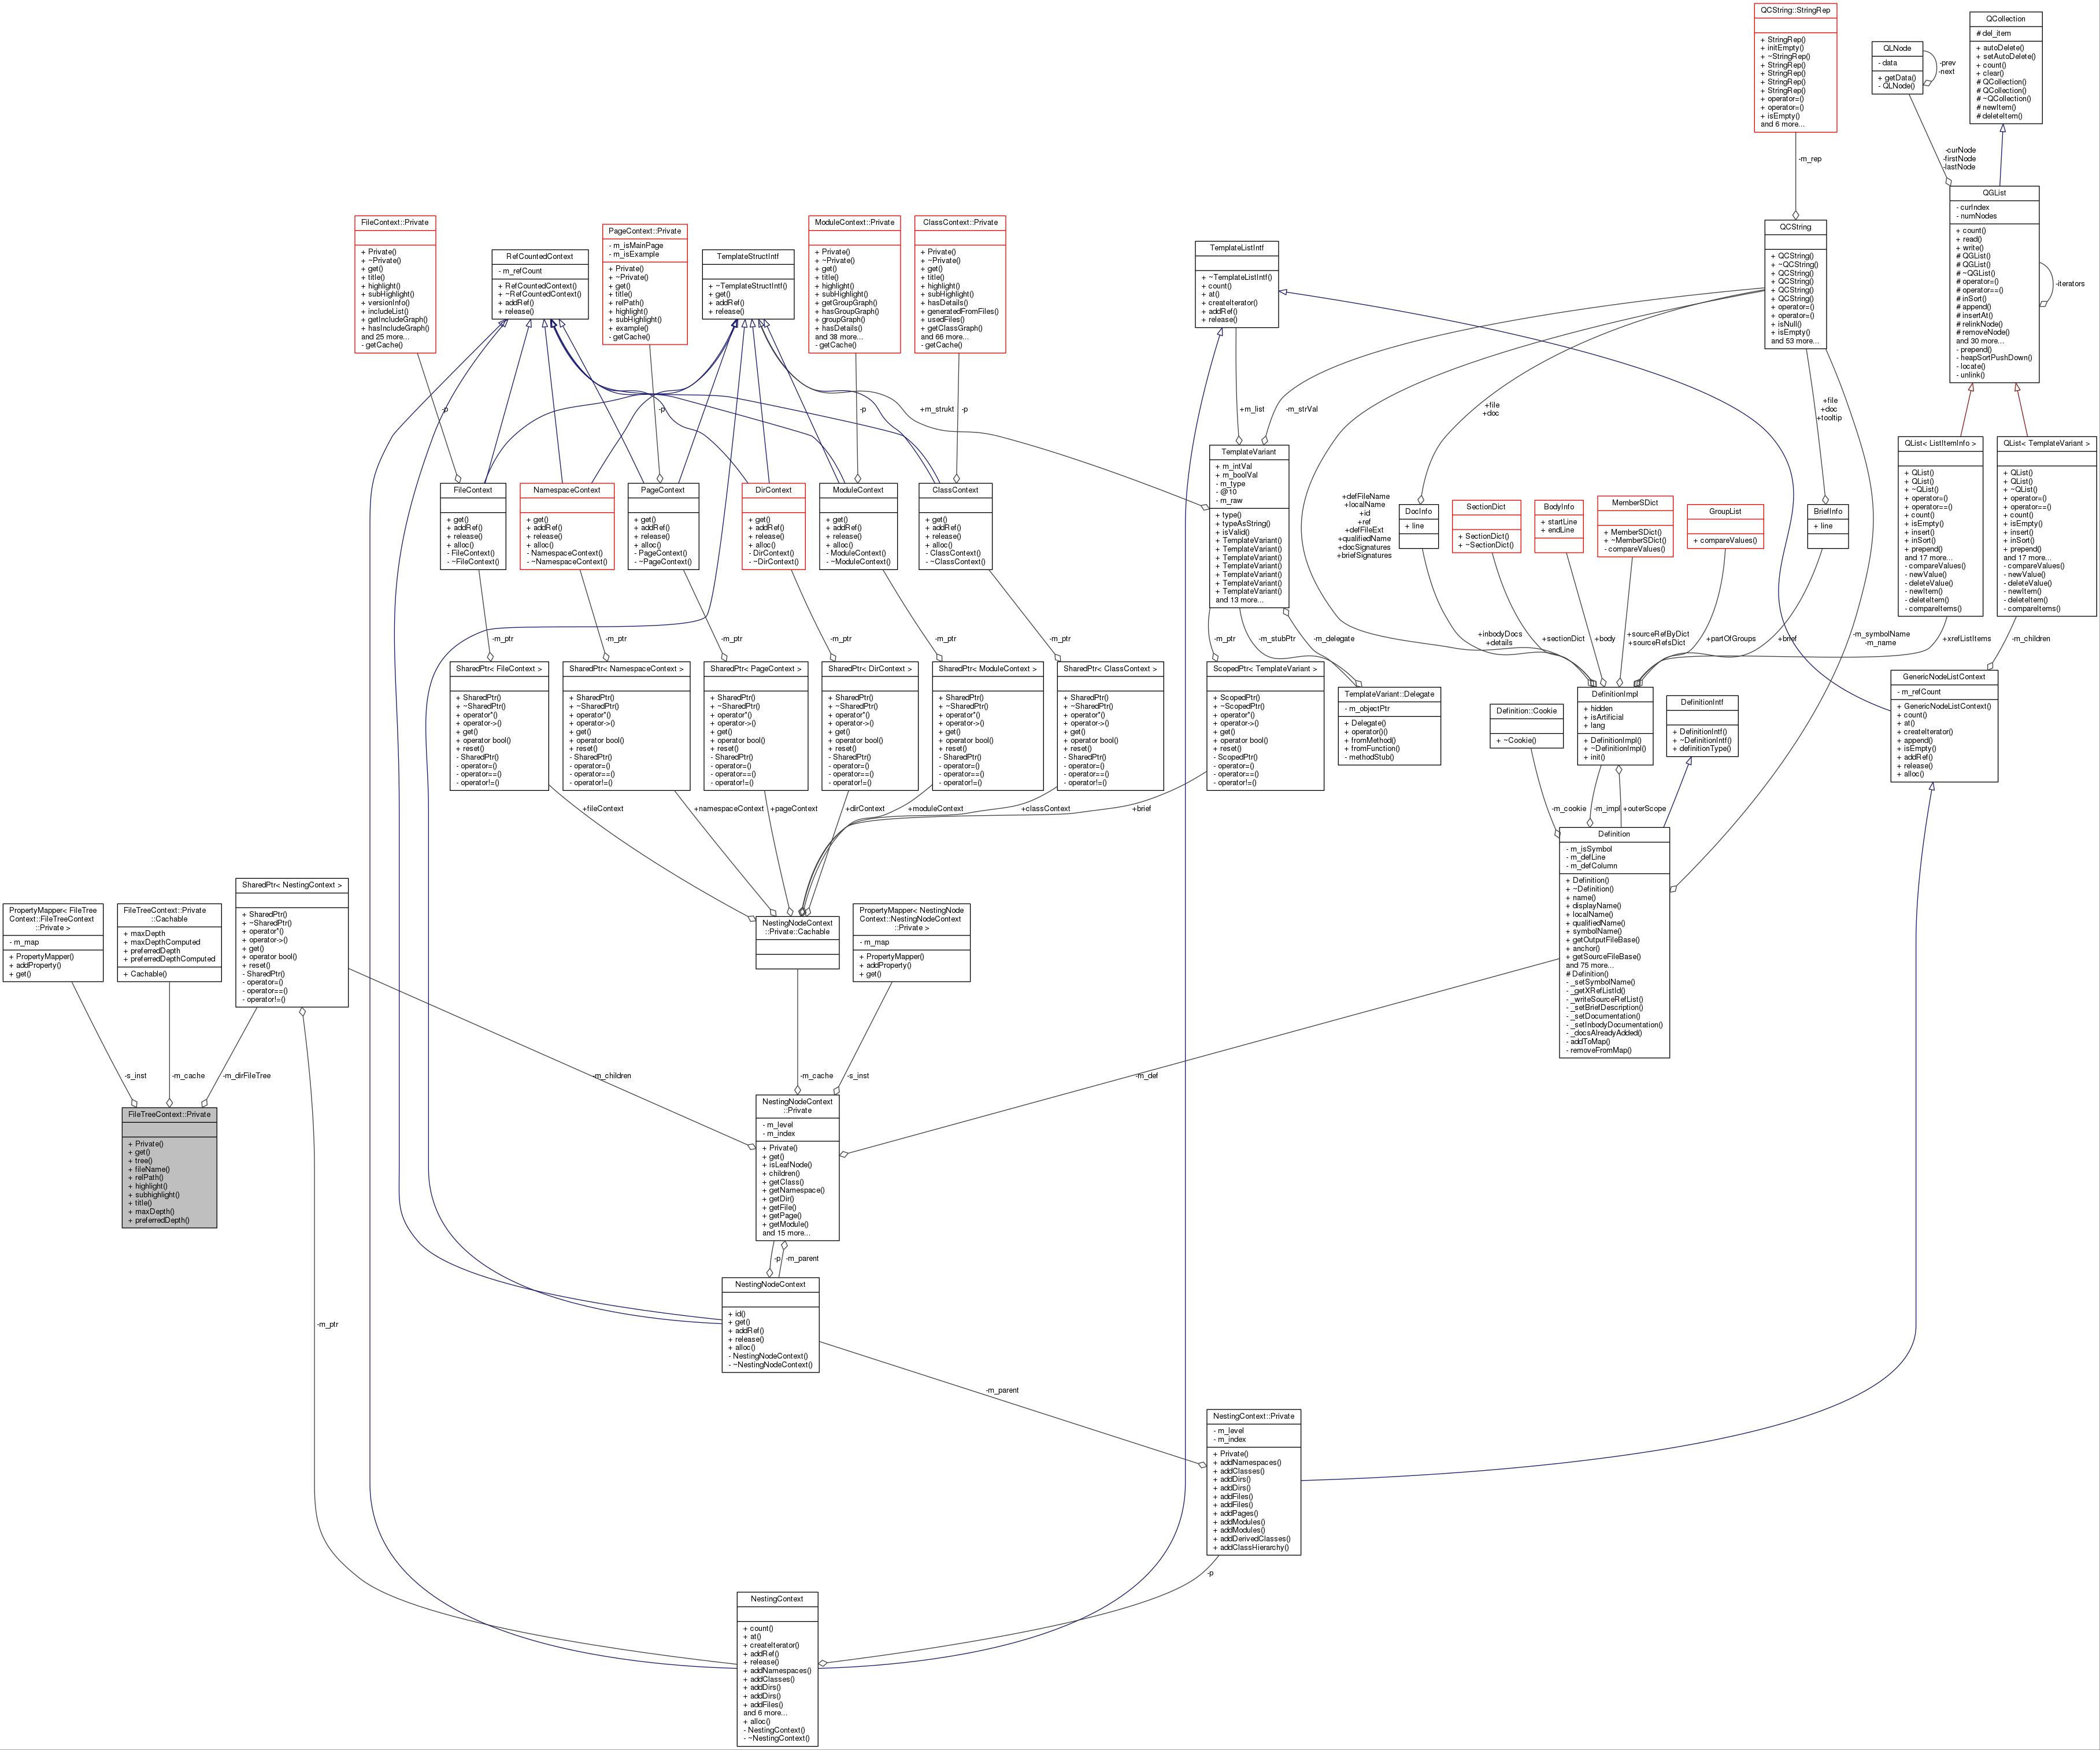 QCString::StringRep
+ StringRep()
+ initEmpty()
+ ~StringRep()
+ StringRep()
+ StringRep()
+ StringRep()
+ StringRep()
+ operator=()
+ operator=()
+ isEmpty()
and 6 more...
QCollection
# del_item
+ autoDelete()
+ setAutoDelete()
+ count()
+ clear()
# QCollection()
# QCollection()
# ~QCollection()
# newItem()
# deleteItem()
QLNode
- data
+ getData()
- QLNode()
-prev
-next
-m_rep
-curNode
-firstNode
-lastNode
QGList
- curIndex
- numNodes
+ count()
+ read()
+ write()
# QGList()
# QGList()
# ~QGList()
# operator=()
# operator==()
# inSort()
# append()
# insertAt()
# relinkNode()
# removeNode()
and 30 more...
- prepend()
- heapSortPushDown()
- locate()
- unlink()
-iterators
QCString
+ QCString()
+ ~QCString()
+ QCString()
+ QCString()
+ QCString()
+ QCString()
+ operator=()
+ operator=()
+ isNull()
+ isEmpty()
and 53 more...
FileContext::Private
+ Private()
+ ~Private()
+ get()
+ title()
+ highlight()
+ subHighlight()
+ versionInfo()
+ includeList()
+ getIncludeGraph()
+ hasIncludeGraph()
and 25 more...
- getCache()
RefCountedContext
- m_refCount
+ RefCountedContext()
+ ~RefCountedContext()
+ addRef()
+ release()
PageContext::Private
- m_isMainPage
- m_isExample
+ Private()
+ ~Private()
+ get()
+ title()
+ relPath()
+ highlight()
+ subHighlight()
+ example()
- getCache()
TemplateStructIntf
+ ~TemplateStructIntf()
+ get()
+ addRef()
+ release()
ModuleContext::Private
+ Private()
+ ~Private()
+ get()
+ title()
+ highlight()
+ subHighlight()
+ getGroupGraph()
+ hasGroupGraph()
+ groupGraph()
+ hasDetails()
and 38 more...
- getCache()
ClassContext::Private
+ Private()
+ ~Private()
+ get()
+ title()
+ highlight()
+ subHighlight()
+ hasDetails()
+ generatedFromFiles()
+ usedFiles()
+ getClassGraph()
and 66 more...
- getCache()
TemplateListIntf
+ ~TemplateListIntf()
+ count()
+ at()
+ createIterator()
+ addRef()
+ release()
-p
-p
-p
-p
+m_strukt
+m_list
-m_strVal
+file
+doc
+file
+doc
+tooltip
FileContext
+ get()
+ addRef()
+ release()
+ alloc()
- FileContext()
- ~FileContext()
NamespaceContext
+ get()
+ addRef()
+ release()
+ alloc()
- NamespaceContext()
- ~NamespaceContext()
PageContext
+ get()
+ addRef()
+ release()
+ alloc()
- PageContext()
- ~PageContext()
DirContext
+ get()
+ addRef()
+ release()
+ alloc()
- DirContext()
- ~DirContext()
ModuleContext
+ get()
+ addRef()
+ release()
+ alloc()
- ModuleContext()
- ~ModuleContext()
ClassContext
+ get()
+ addRef()
+ release()
+ alloc()
- ClassContext()
- ~ClassContext()
TemplateVariant
+ m_intVal
+ m_boolVal
- m_type
- @10
- m_raw
+ type()
+ typeAsString()
+ isValid()
+ TemplateVariant()
+ TemplateVariant()
+ TemplateVariant()
+ TemplateVariant()
+ TemplateVariant()
+ TemplateVariant()
+ TemplateVariant()
and 13 more...
+defFileName
+localName
+id
+ref
+defFileExt
+qualifiedName
+docSignatures
+briefSignatures
DocInfo
+ line
SectionDict
+ SectionDict()
+ ~SectionDict()
BodyInfo
+ startLine
+ endLine
MemberSDict
+ MemberSDict()
+ ~MemberSDict()
- compareValues()
GroupList
+ compareValues()
BriefInfo
+ line
QList< ListItemInfo >
+ QList()
+ QList()
+ ~QList()
+ operator=()
+ operator==()
+ count()
+ isEmpty()
+ insert()
+ inSort()
+ prepend()
and 17 more...
- compareValues()
- newValue()
- deleteValue()
- newItem()
- deleteItem()
- compareItems()
QList< TemplateVariant >
+ QList()
+ QList()
+ ~QList()
+ operator=()
+ operator==()
+ count()
+ isEmpty()
+ insert()
+ inSort()
+ prepend()
and 17 more...
- compareValues()
- newValue()
- deleteValue()
- newItem()
- deleteItem()
- compareItems()
-m_ptr
-m_ptr
-m_ptr
-m_ptr
-m_ptr
-m_ptr
-m_ptr
-m_stubPtr
-m_delegate
+inbodyDocs
+details
+sectionDict
+body
+sourceRefByDict
+sourceRefsDict
+partOfGroups
+brief
-m_symbolName
-m_name
+xrefListItems
-m_children
SharedPtr< FileContext >
+ SharedPtr()
+ ~SharedPtr()
+ operator*()
+ operator->()
+ get()
+ operator bool()
+ reset()
- SharedPtr()
- operator=()
- operator==()
- operator!=()
SharedPtr< NamespaceContext >
+ SharedPtr()
+ ~SharedPtr()
+ operator*()
+ operator->()
+ get()
+ operator bool()
+ reset()
- SharedPtr()
- operator=()
- operator==()
- operator!=()
SharedPtr< PageContext >
+ SharedPtr()
+ ~SharedPtr()
+ operator*()
+ operator->()
+ get()
+ operator bool()
+ reset()
- SharedPtr()
- operator=()
- operator==()
- operator!=()
SharedPtr< DirContext >
+ SharedPtr()
+ ~SharedPtr()
+ operator*()
+ operator->()
+ get()
+ operator bool()
+ reset()
- SharedPtr()
- operator=()
- operator==()
- operator!=()
SharedPtr< ModuleContext >
+ SharedPtr()
+ ~SharedPtr()
+ operator*()
+ operator->()
+ get()
+ operator bool()
+ reset()
- SharedPtr()
- operator=()
- operator==()
- operator!=()
SharedPtr< ClassContext >
+ SharedPtr()
+ ~SharedPtr()
+ operator*()
+ operator->()
+ get()
+ operator bool()
+ reset()
- SharedPtr()
- operator=()
- operator==()
- operator!=()
ScopedPtr< TemplateVariant >
+ ScopedPtr()
+ ~ScopedPtr()
+ operator*()
+ operator->()
+ get()
+ operator bool()
+ reset()
- ScopedPtr()
- operator=()
- operator==()
- operator!=()
TemplateVariant::Delegate
- m_objectPtr
+ Delegate()
+ operator()()
+ fromMethod()
+ fromFunction()
- methodStub()
Definition::Cookie
+ ~Cookie()
DefinitionImpl
+ hidden
+ isArtificial
+ lang
+ DefinitionImpl()
+ ~DefinitionImpl()
+ init()
DefinitionIntf
+ DefinitionIntf()
+ ~DefinitionIntf()
+ definitionType()
GenericNodeListContext
- m_refCount
+ GenericNodeListContext()
+ count()
+ at()
+ createIterator()
+ append()
+ isEmpty()
+ addRef()
+ release()
+ alloc()
+fileContext
+namespaceContext
+pageContext
+dirContext
+moduleContext
+classContext
+brief
-m_cookie
-m_impl
+outerScope
Definition
- m_isSymbol
- m_defLine
- m_defColumn
+ Definition()
+ ~Definition()
+ name()
+ displayName()
+ localName()
+ qualifiedName()
+ symbolName()
+ getOutputFileBase()
+ anchor()
+ getSourceFileBase()
and 75 more...
# Definition()
- _setSymbolName()
- _getXRefListId()
- _writeSourceRefList()
- _setBriefDescription()
- _setDocumentation()
- _setInbodyDocumentation()
- _docsAlreadyAdded()
- addToMap()
- removeFromMap()
PropertyMapper< FileTree
Context::FileTreeContext
::Private >
- m_map
+ PropertyMapper()
+ addProperty()
+ get()
FileTreeContext::Private
::Cachable
+ maxDepth
+ maxDepthComputed
+ preferredDepth
+ preferredDepthComputed
+ Cachable()
SharedPtr< NestingContext >
+ SharedPtr()
+ ~SharedPtr()
+ operator*()
+ operator->()
+ get()
+ operator bool()
+ reset()
- SharedPtr()
- operator=()
- operator==()
- operator!=()
NestingNodeContext
::Private::Cachable
PropertyMapper< NestingNode
Context::NestingNodeContext
::Private >
- m_map
+ PropertyMapper()
+ addProperty()
+ get()
-s_inst
-m_cache
-m_dirFileTree
-m_children
-m_cache
-s_inst
-m_def
FileTreeContext::Private
+ Private()
+ get()
+ tree()
+ fileName()
+ relPath()
+ highlight()
+ subhighlight()
+ title()
+ maxDepth()
+ preferredDepth()
NestingNodeContext
::Private
- m_level
- m_index
+ Private()
+ get()
+ isLeafNode()
+ children()
+ getClass()
+ getNamespace()
+ getDir()
+ getFile()
+ getPage()
+ getModule()
and 15 more...
-p
-m_parent
NestingNodeContext
+ id()
+ get()
+ addRef()
+ release()
+ alloc()
- NestingNodeContext()
- ~NestingNodeContext()
-m_ptr
-m_parent
NestingContext::Private
- m_level
- m_index
+ Private()
+ addNamespaces()
+ addClasses()
+ addDirs()
+ addDirs()
+ addFiles()
+ addFiles()
+ addPages()
+ addModules()
+ addModules()
+ addDerivedClasses()
+ addClassHierarchy()
-p
NestingContext
+ count()
+ at()
+ createIterator()
+ addRef()
+ release()
+ addNamespaces()
+ addClasses()
+ addDirs()
+ addDirs()
+ addFiles()
and 6 more...
+ alloc()
- NestingContext()
- ~NestingContext()